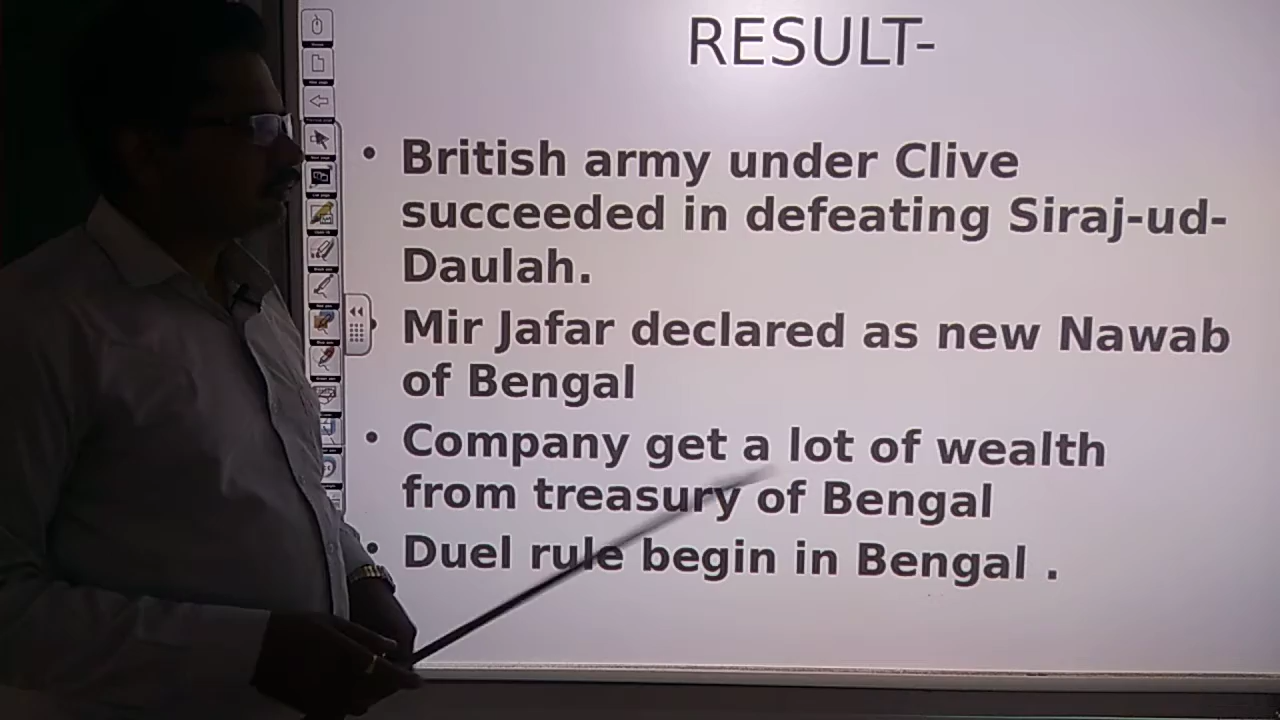 RESULT-
• British army under Clive
succeeded in defeating Siraj-ud-
Daulah.
• Mir Jafar declared as new Nawab
of Bengal
• Company get a lot of wealth
from treasury of Bengal
• Duel rule begin in Bengal .